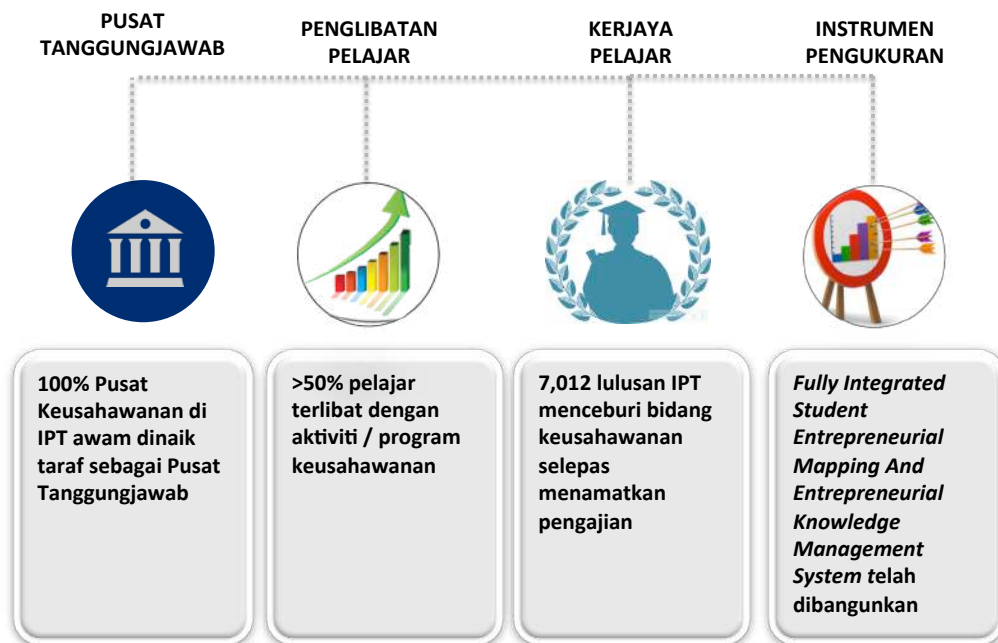 PUSAT
TANGGUNGJAWAB
PENGLIBATAN
PELAJAR
KERJAYA
PELAJAR
INSTRUMEN
PENGUKURAN
100% Pusat
Keusahawanan di
IPT awam dinaik
taraf sebagai Pusat
Tanggungjawab
>50% pelajar
terlibat dengan
aktiviti / program
keusahawanan
7,012 lulusan IPT
menceburi bidang
keusahawanan
selepas
menamatkan
pengajian
Fully Integrated
Student
Entrepreneurial
Mapping And
Entrepreneurial
Knowledge
Management
System telah
dibangunkan